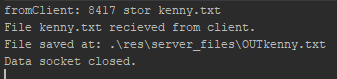 fromClient: 8417 stor kenny.txt
File kenny.txt recieved from client.
File saved at: .\res\server_files\OUTkenny.txt
Data socket closed.